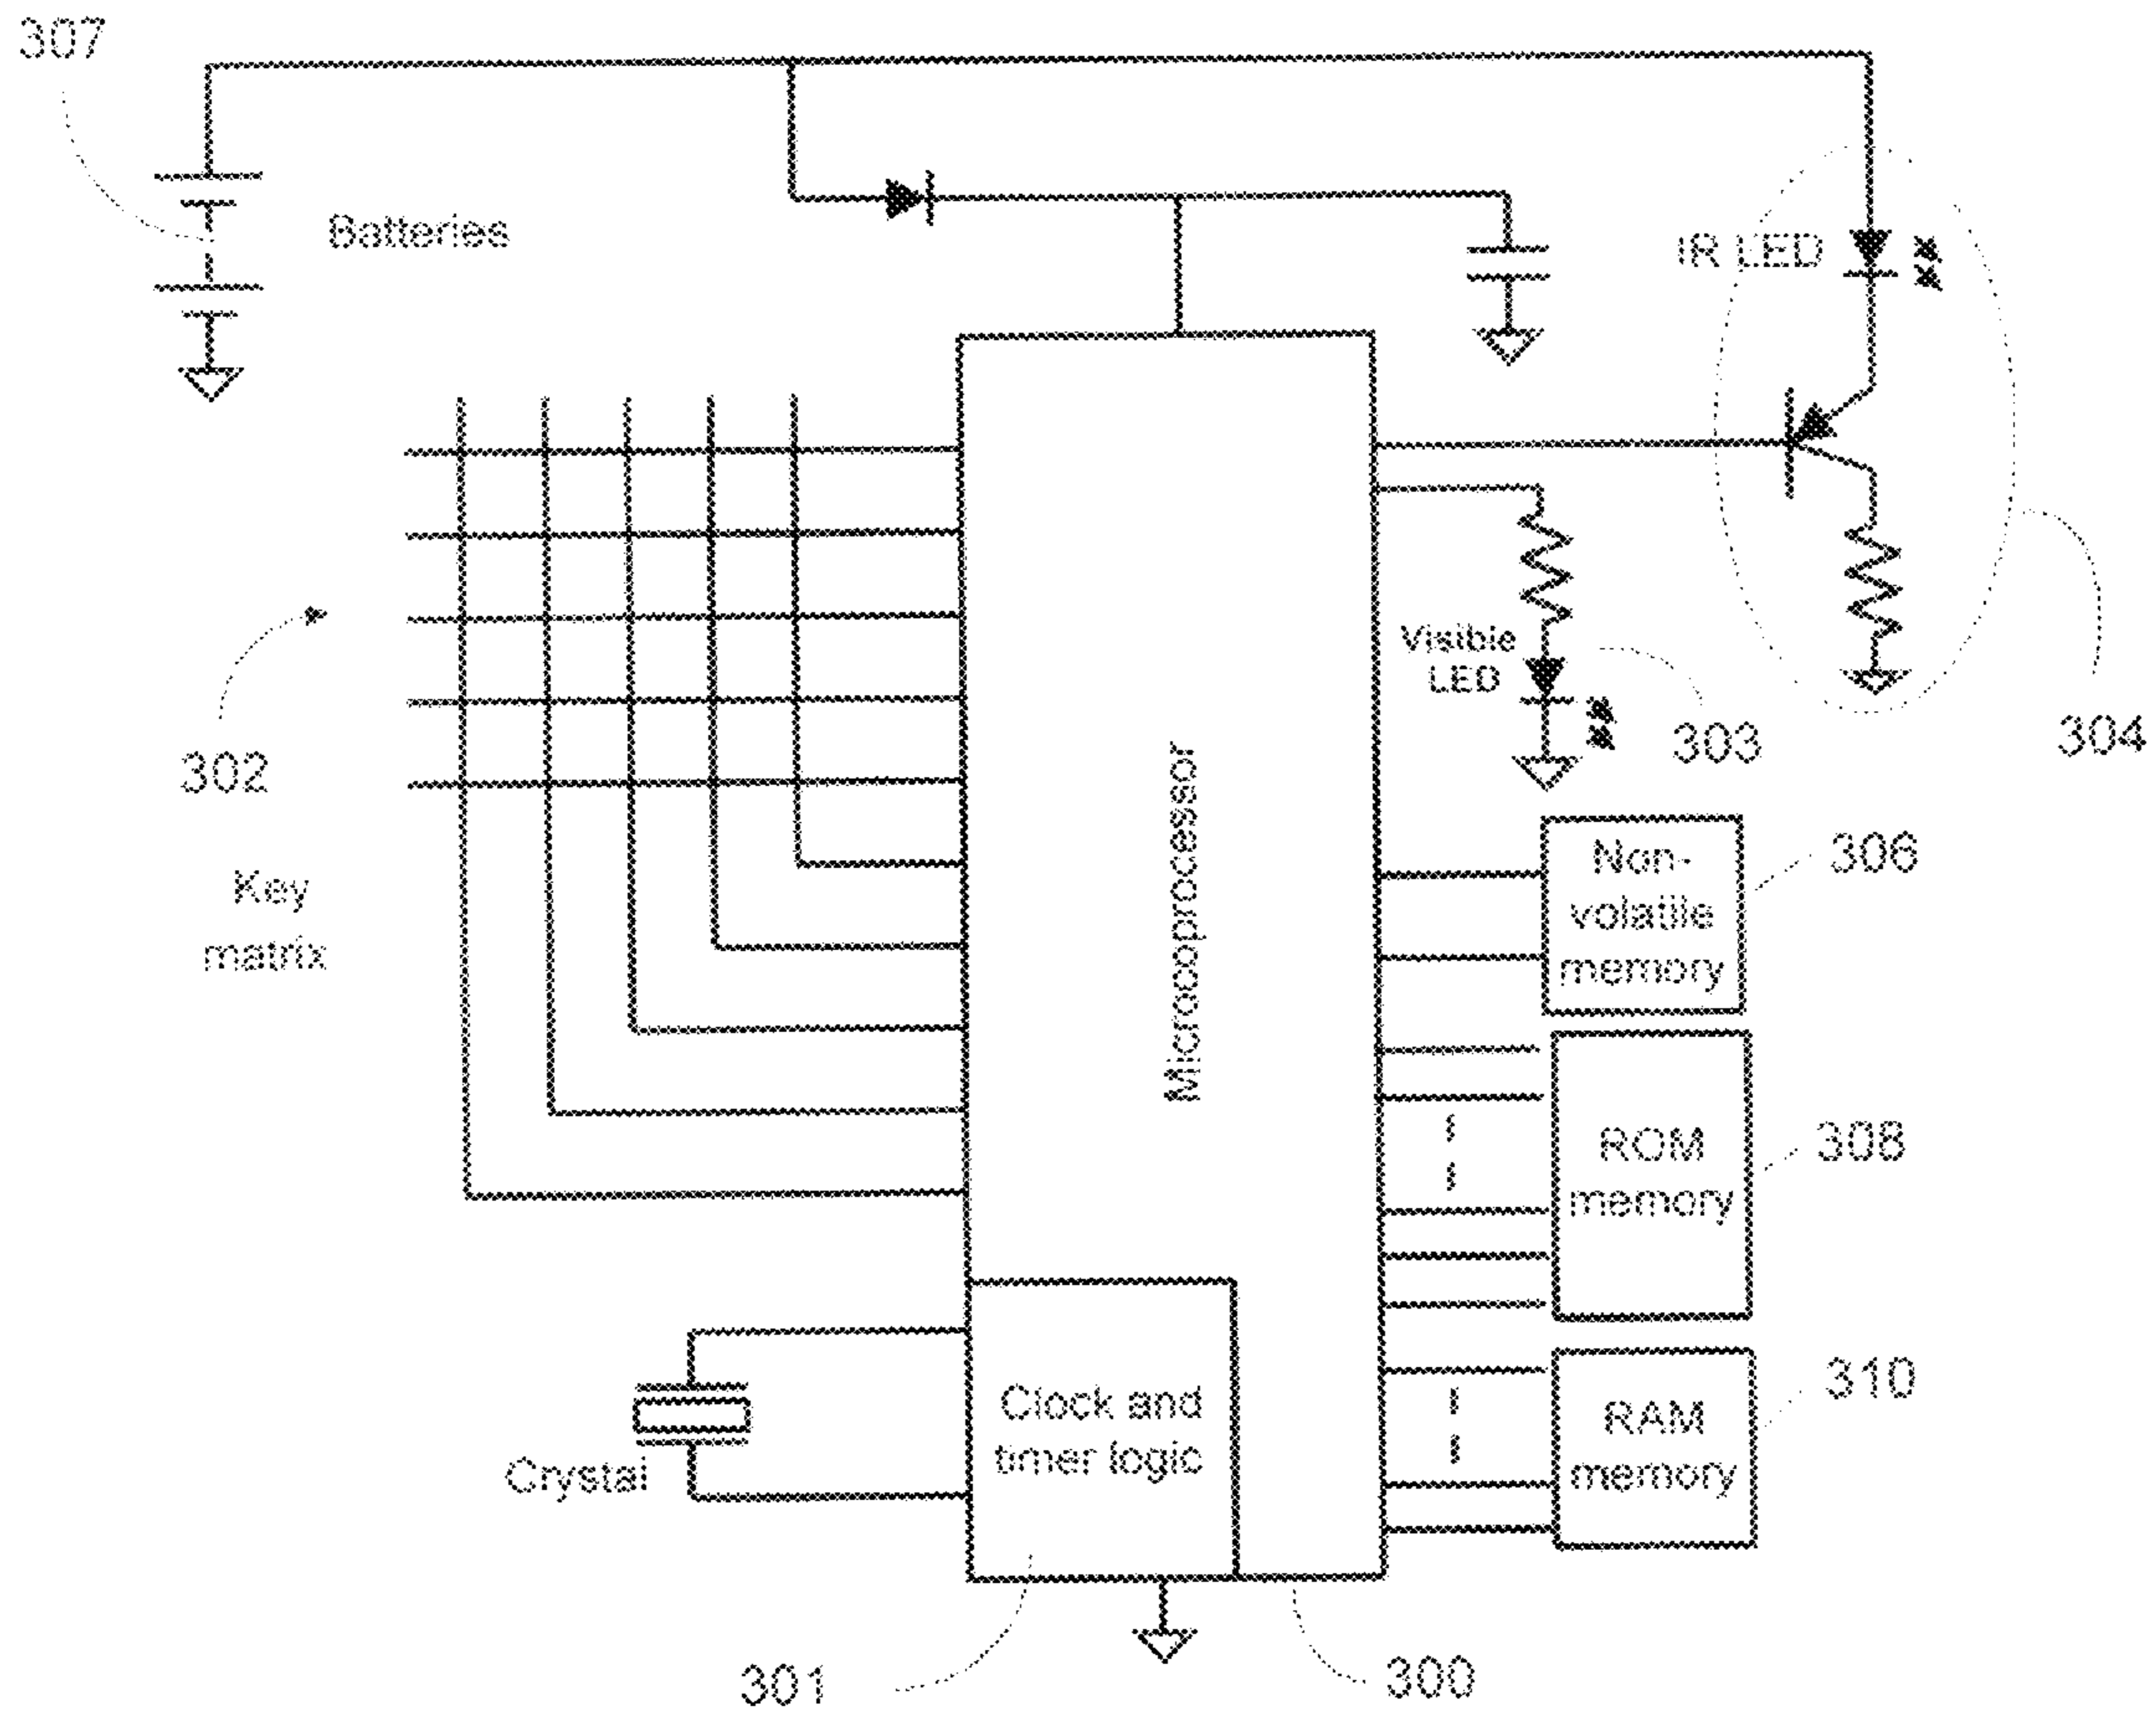 307
Batteries
IR LED
Visible
LED
303
304
302
Key
matrix
Microprocessor
Non-
volatile
memory
306
ROM
memory
308
Clock and
timer logic
Crystal
RAM
memory
310
301
300